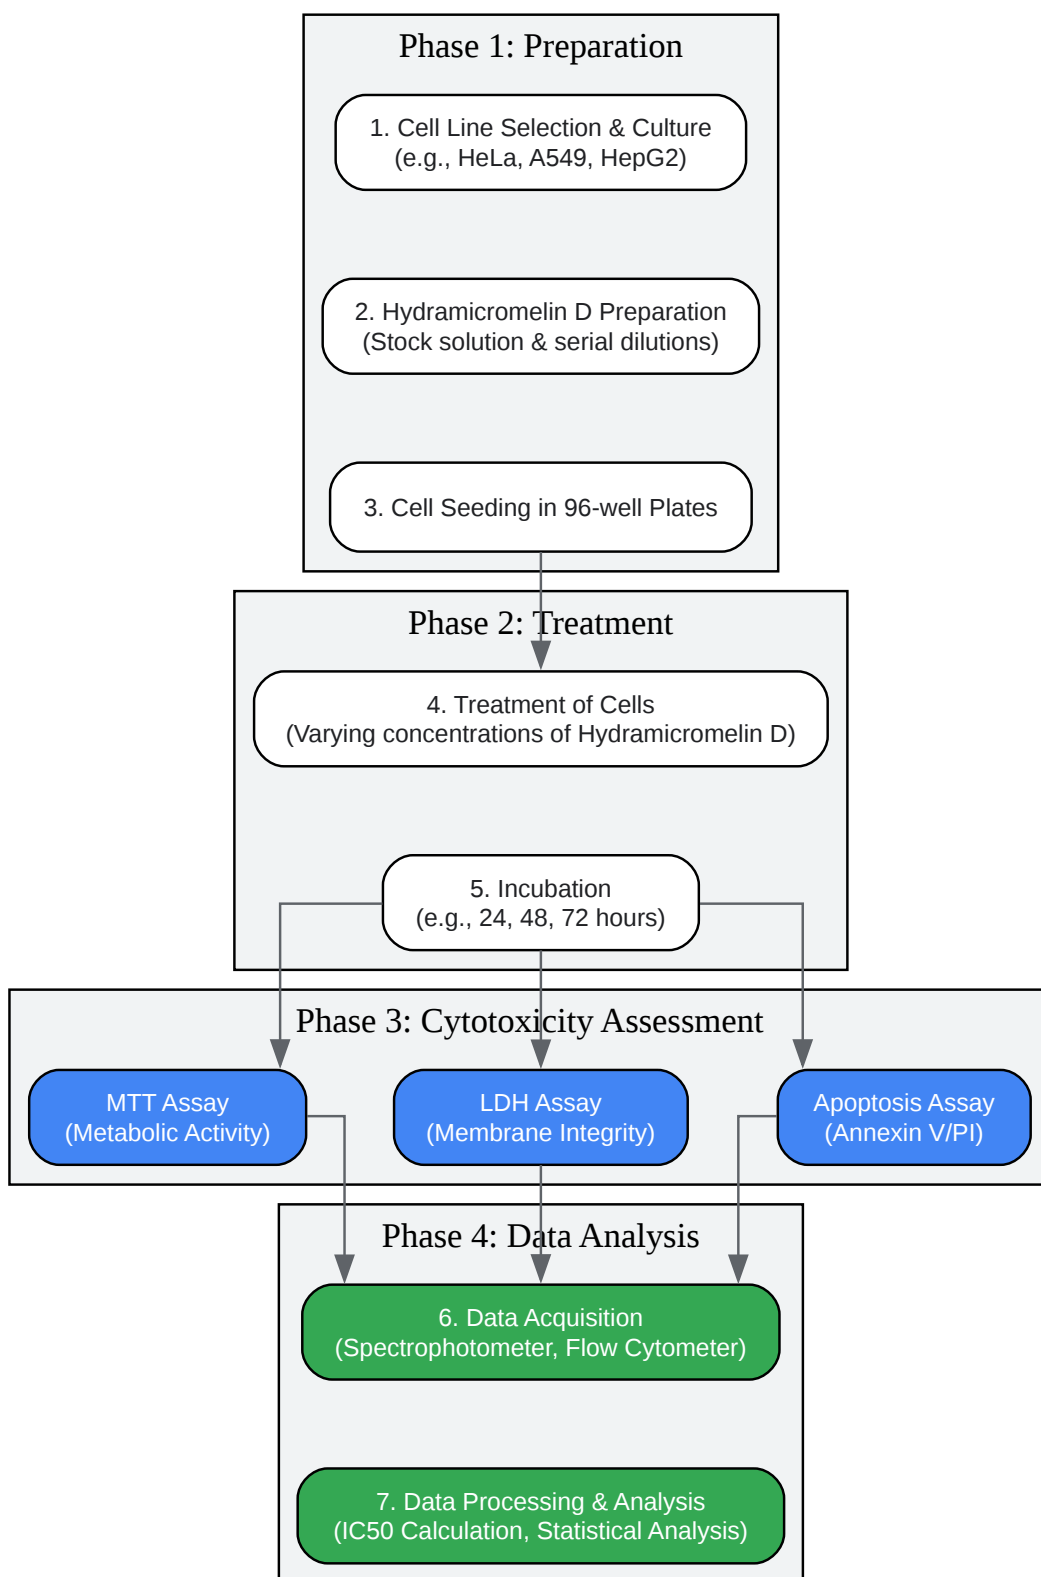 Phase 1: Preparation
1. Cell Line Selection & Culture
(e.g., HeLa, A549, HepG2)
2. Hydramicromelin D Preparation
(Stock solution & serial dilutions)
3. Cell Seeding in 96-well Plates
Phase 2: Treatment
4. Treatment of Cells
(Varying concentrations of Hydramicromelin D)
5. Incubation
(e.g., 24, 48, 72 hours)
Phase 3: Cytotoxicity Assessment
MTT Assay
(Metabolic Activity)
LDH Assay
(Membrane Integrity)
Apoptosis Assay
(Annexin V/PI)
Phase 4: Data Analysis
6. Data Acquisition
(Spectrophotometer, Flow Cytometer)
7. Data Processing & Analysis
(IC50 Calculation, Statistical Analysis)